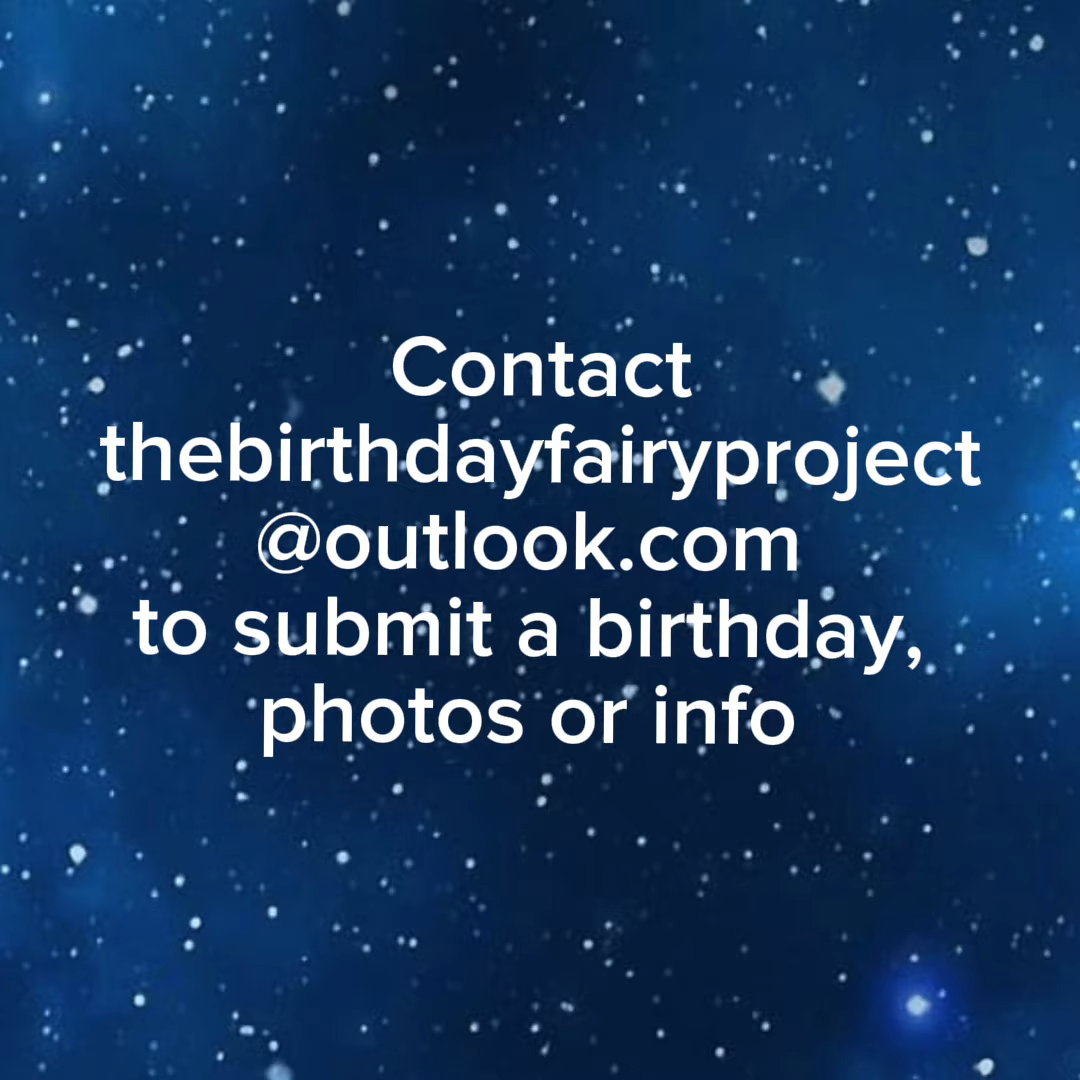 Contact
thebirthdayfairyproject
@outlook.com
to submit a birthday,
photos or info